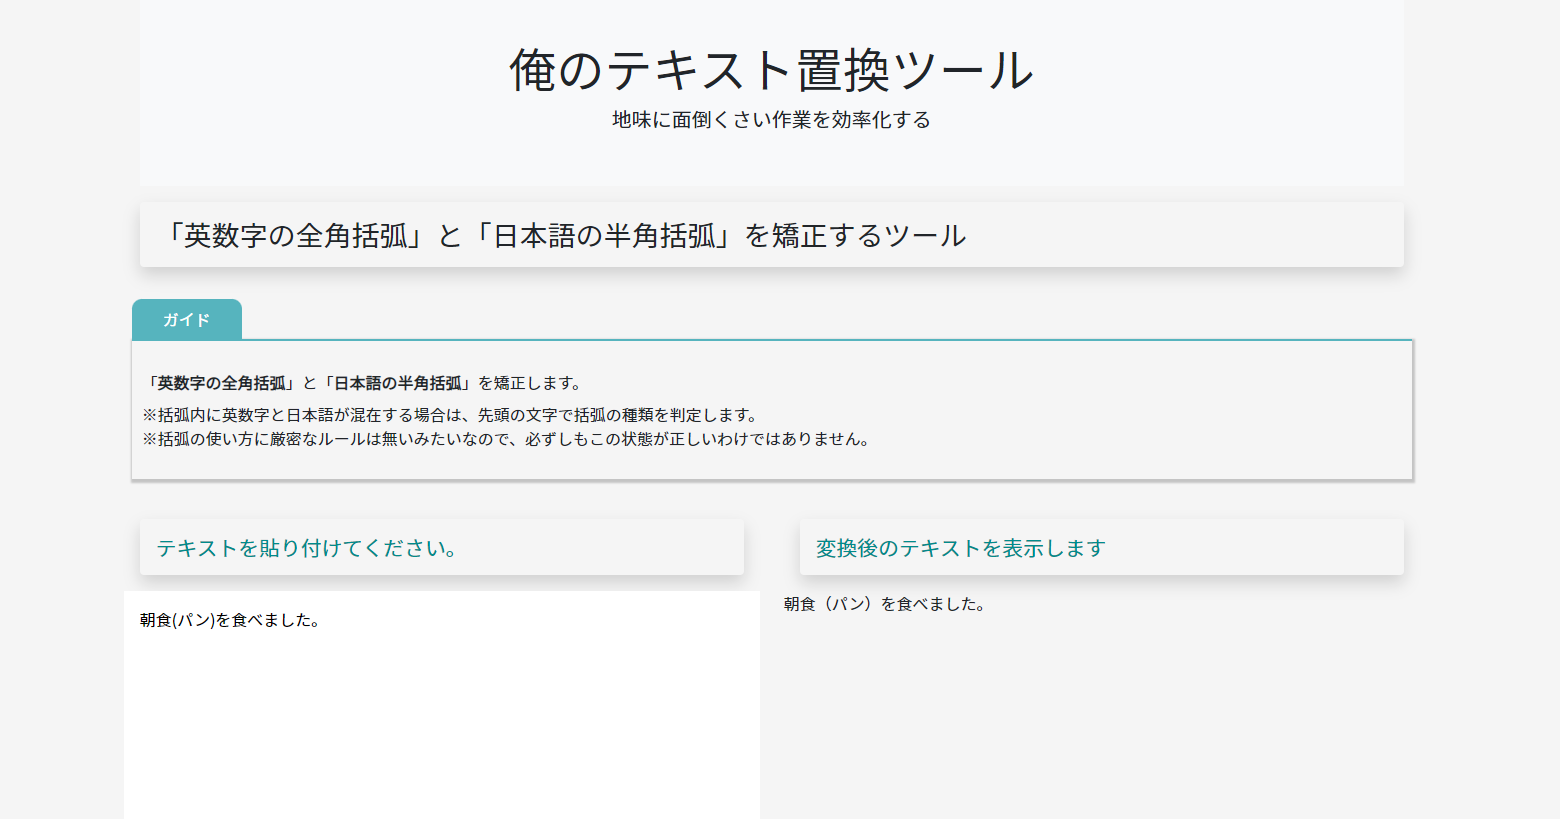 俺のテキスト置換ツール
地味に面倒くさい作業を効率化する
「英数字の全角括弧」と「日本語の半角括弧」を矯正するツール
ガイド
「英数字の全角括弧」と「日本語の半角括弧」を矯正します。
※括弧内に英数字と日本語が混在する場合は、先頭の文字で括弧の種類を判定します。
※括弧の使い方に厳密なルールは無いみたいなので、必ずしもこの状態が正しいわけではありません。
テキストを貼り付けてください。
朝食(パン)を食べました。
変換後のテキストを表示します
朝食（パン）を食べました。